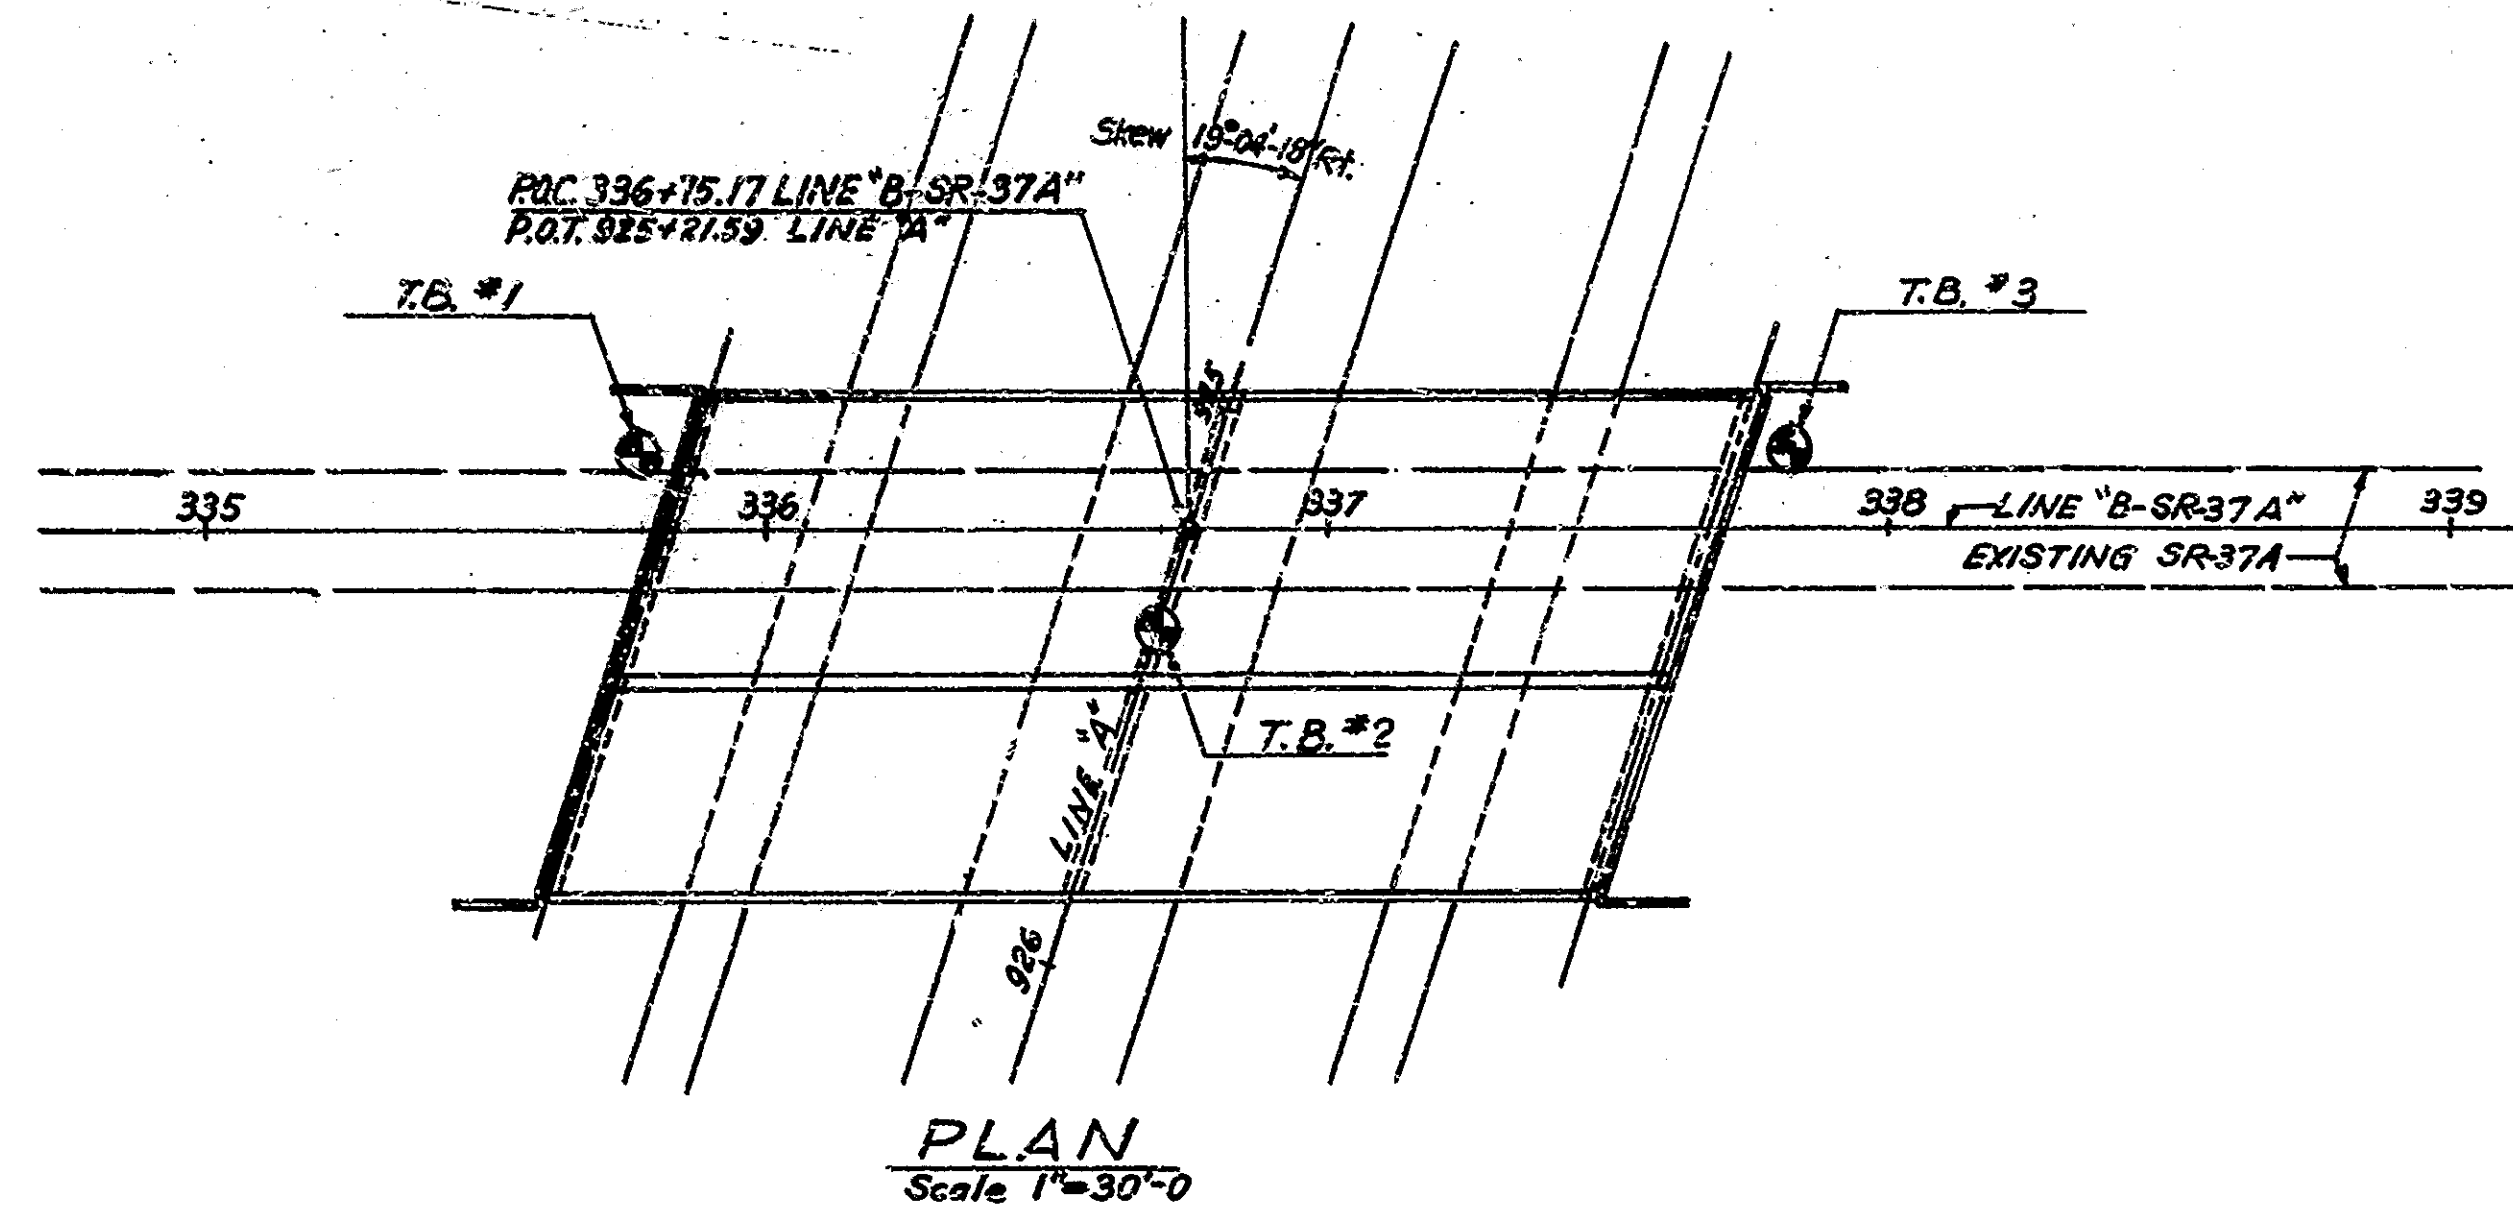 Skew 19°-04'-18" Rt.
P.O.C. 336+75.17 LINE "B-SR-37A"
P.O.T. 925+21.59 LINE "A"
T.B. #1
T.B. #3
925
335
336
337
338
LINE "B-SR-37A"
339
EXISTING SR-37A
T.B. #2
LINE "A"
926
PLAN
Scale 1"=30'-0